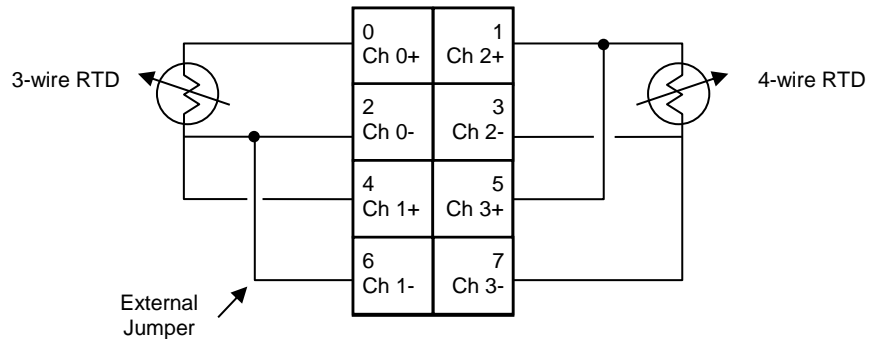 0 1
Ch 0+ Ch 2+
3-wire RTD 4-wire RTD
2 3
Ch 0- Ch 2-
4 5
Ch 1+ Ch 3+
6 7
Ch 1- Ch 3-
External
Jumper